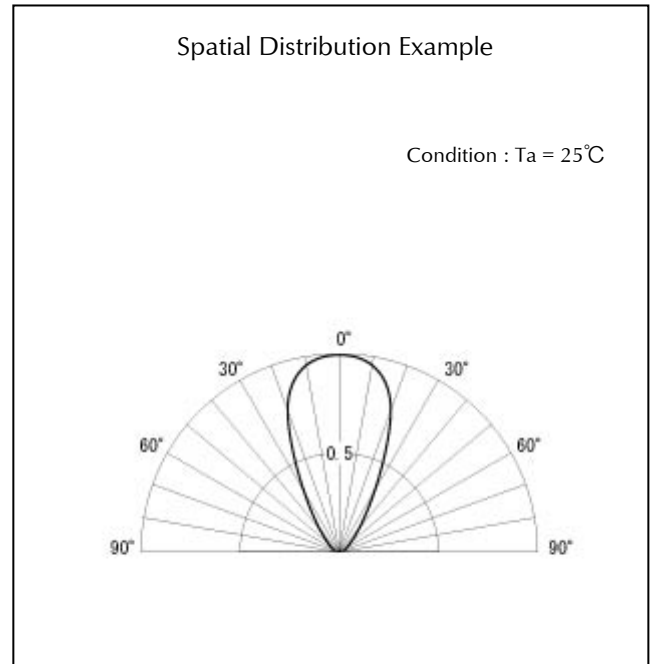 Spatial Distribution Example
Condition : Ta = 25℃
0°
30° 30°
60° 60°
0. 5
90° 90°